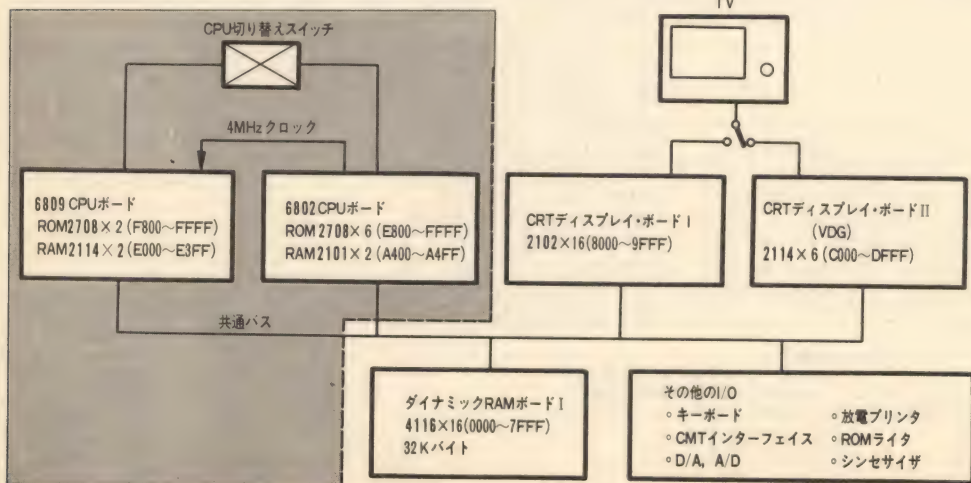 TV
CPU切り替えスイッチ
4MHzクロック
6809 CPUボード
ROM2708×2(F800～FFFF)
RAM2114×2(E000～E3FF)
6802CPUボード
ROM2708×6(E800～FFFF)
RAM2101×2(A400～A4FF)
CRTディスプレイ・ボードI
2102×16(8000～9FFF)
CRTディスプレイ・ボードII
(VDG)
2114×6(C000～DFFF)
共通バス
ダイナミックRAMボードI
4116×16(0000～7FFF)
32Kバイト
その他のI/O
○キーボード
○CMTインターフェイス
○D/A, A/D
○放電プリンタ
○ROMライタ
○シンセサイザ